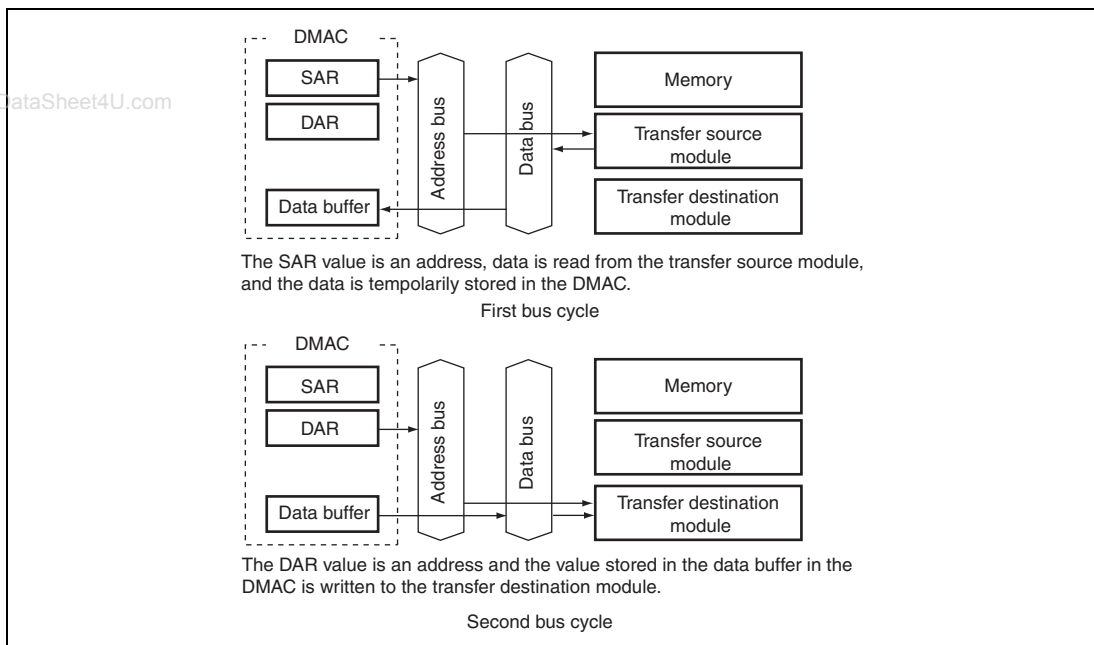 DMAC
SAR
DAR
Data buffer
Address bus
Data bus
Memory
Transfer source
module
Transfer destination
module
The SAR value is an address, data is read from the transfer source module,
and the data is tempolarily stored in the DMAC.
First bus cycle
DMAC
SAR
DAR
Data buffer
Address bus
Data bus
Memory
Transfer source
module
Transfer destination
module
The DAR value is an address and the value stored in the data buffer in the
DMAC is written to the transfer destination module.
Second bus cycle
DataSheet4U.com